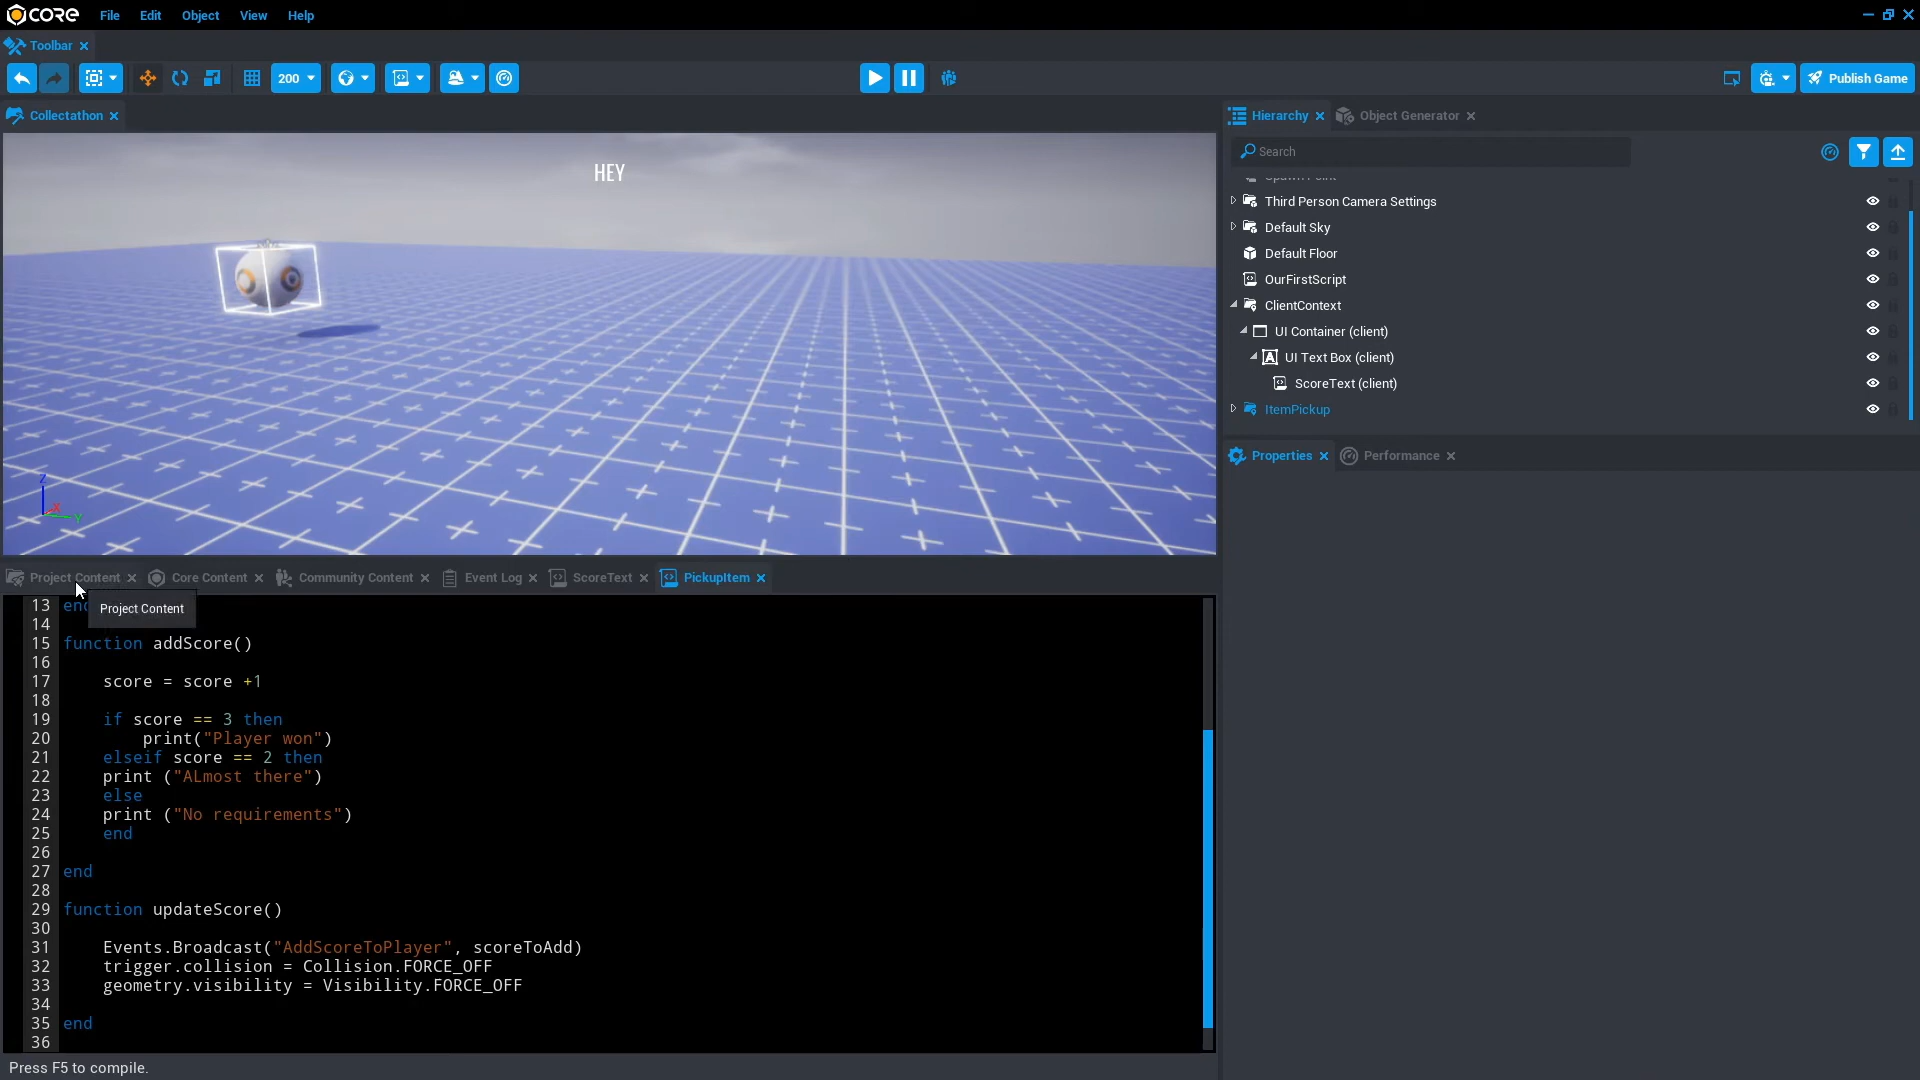 CORE File Edit Object View Help
Toolbar
200 Publish Game
Collectathon
HEY
Z
X
Y
Hierarchy Object Generator
Search
Spawn Point
Third Person Camera Settings
Default Sky
Default Floor
OurFirstScript
ClientContext
UI Container (client)
UI Text Box (client)
ScoreText (client)
ItemPickup
Properties Performance
Project Content Core Content Community Content Event Log ScoreText PickupItem
Project Content
13 end
14
15 function addScore()
16
17 score = score +1
18
19 if score == 3 then
20 print("Player won")
21 elseif score == 2 then
22 print ("ALmost there")
23 else
24 print ("No requirements")
25 end
26
27 end
28
29 function updateScore()
30
31 Events.Broadcast("AddScoreToPlayer", scoreToAdd)
32 trigger.collision = Collision.FORCE_OFF
33 geometry.visibility = Visibility.FORCE_OFF
34
35 end
36
Press F5 to compile.